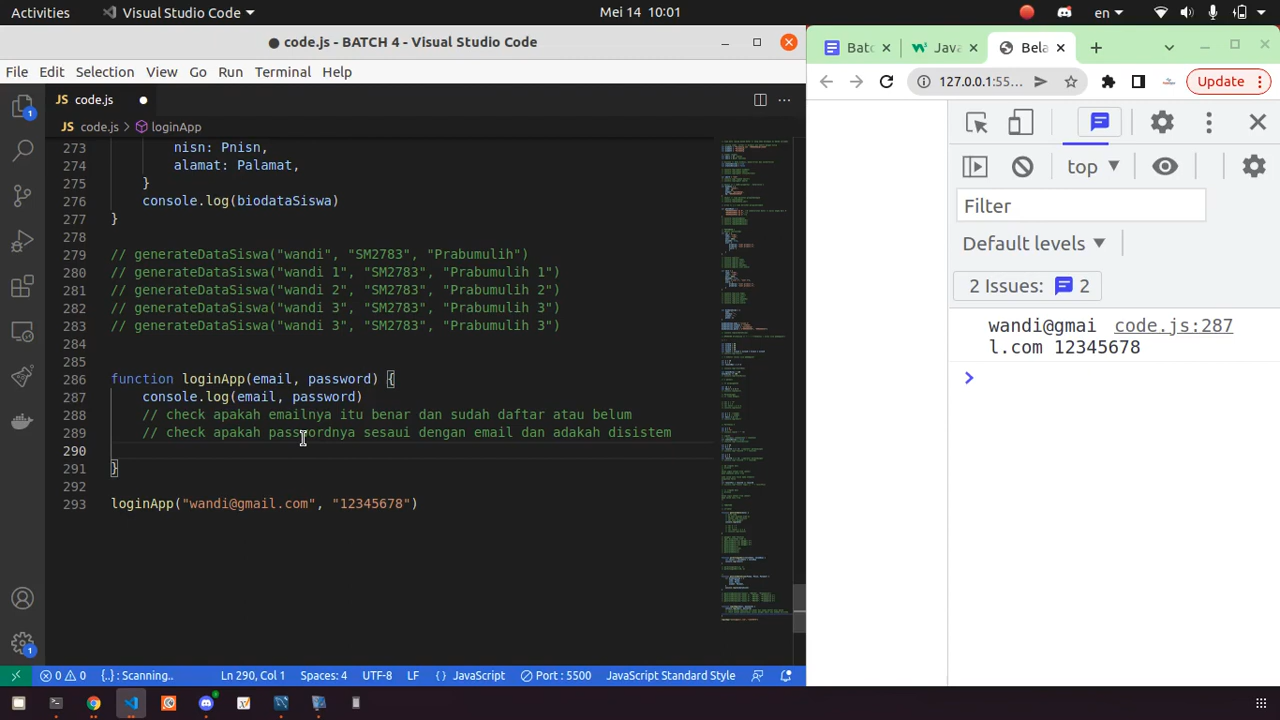 Activities
Visual Studio Code
Mei 14 10:01
en
code.js - BATCH 4 - Visual Studio Code
File Edit Selection View Go Run Terminal Help
JS code.js
JS code.js > loginApp
nisn: Pnisn,
274 alamat: Palamat,
275 }
276 console.log(biodataSiswa)
277 }
278
279 // generateDataSiswa("wandi", "SM2783", "Prabumulih")
280 // generateDataSiswa("wandi 1", "SM2783", "Prabumulih 1")
281 // generateDataSiswa("wandi 2", "SM2783", "Prabumulih 2")
282 // generateDataSiswa("wandi 3", "SM2783", "Prabumulih 3")
283 // generateDataSiswa("wandi 3", "SM2783", "Prabumulih 3")
284
285
286 function loginApp(email, password) {
287 console.log(email, password)
288 // check apakah emailnya itu benar dan sudah daftar atau belum
289 // check apakah passwordnya sesaui dengan email dan adakah disistem
290
291 }
292
293 loginApp("wandi@gmail.com", "12345678")
0 0 {..} : Scanning.. Ln 290, Col 1 Spaces: 4 UTF-8 LF {} JavaScript Port : 5500 JavaScript Standard Style
Batc
Java
Bela
127.0.0.1:55...
Update
top
Filter
Default levels
2 Issues: 2
wandi@gmai code.js:287
l.com 12345678